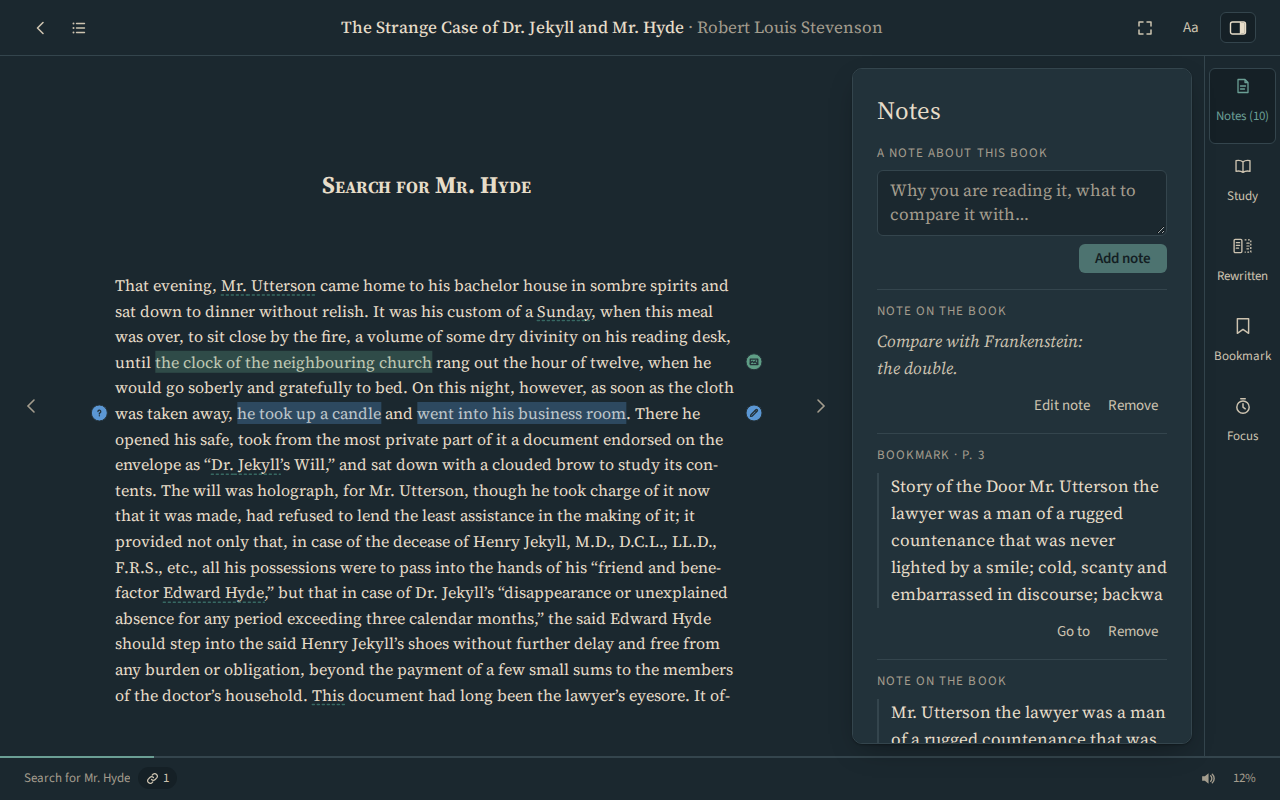 The Strange Case of Dr. Jekyll and Mr. Hyde · Robert Louis Stevenson
Aa
Search for Mr. Hyde
That evening, Mr. Utterson came home to his bachelor house in sombre spirits and
sat down to dinner without relish. It was his custom of a Sunday, when this meal
was over, to sit close by the fire, a volume of some dry divinity on his reading desk,
until the clock of the neighbouring church rang out the hour of twelve, when he
would go soberly and gratefully to bed. On this night, however, as soon as the cloth
was taken away, he took up a candle and went into his business room. There he
opened his safe, took from the most private part of it a document endorsed on the
envelope as “Dr. Jekyll’s Will,” and sat down with a clouded brow to study its con-
tents. The will was holograph, for Mr. Utterson, though he took charge of it now
that it was made, had refused to lend the least assistance in the making of it; it
provided not only that, in case of the decease of Henry Jekyll, M.D., D.C.L., LL.D.,
F.R.S., etc., all his possessions were to pass into the hands of his “friend and bene-
factor Edward Hyde,” but that in case of Dr. Jekyll’s “disappearance or unexplained
absence for any period exceeding three calendar months,” the said Edward Hyde
should step into the said Henry Jekyll’s shoes without further delay and free from
any burden or obligation, beyond the payment of a few small sums to the members
of the doctor’s household. This document had long been the lawyer’s eyesore. It of-
Notes
A NOTE ABOUT THIS BOOK
Why you are reading it, what to
compare it with…
Add note
NOTE ON THE BOOK
Compare with Frankenstein:
the double.
Edit note Remove
BOOKMARK · P. 3
Story of the Door Mr. Utterson the
lawyer was a man of a rugged
countenance that was never
lighted by a smile; cold, scanty and
embarrassed in discourse; backwa
Go to Remove
NOTE ON THE BOOK
Mr. Utterson the lawyer was a man
of a rugged countenance that was
Notes (10)
Study
Rewritten
Bookmark
Focus
Search for Mr. Hyde
1
12%